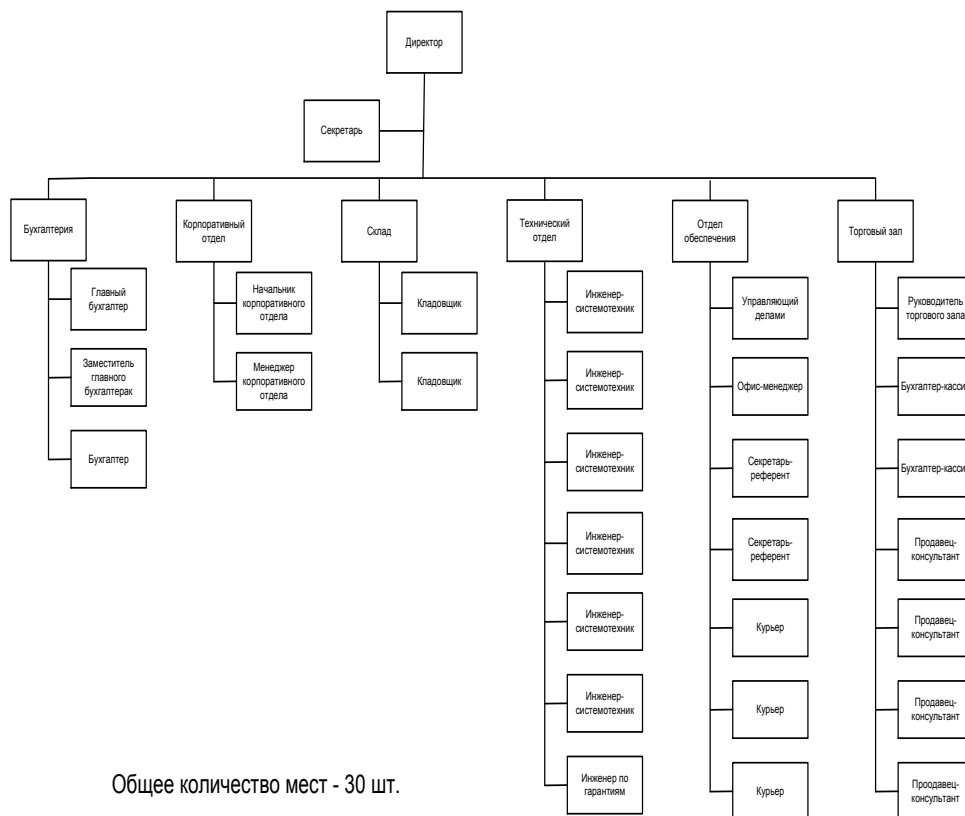 Директор
Секретарь
Бухгалтерия
Корпоративный
отдел
Склад
Технический
отдел
Отдел
обеспечения
Торговый зал
Главный
бухгалтер
Заместитель
главного
бухгалтерак
Бухгалтер
Начальник
корпоративного
отдела
Менеджер
корпоративного
отдела
Кладовщик
Кладовщик
Инженер-
системотехник
Инженер-
системотехник
Инженер-
системотехник
Инженер-
системотехник
Инженер-
системотехник
Инженер-
системотехник
Инженер по
гарантиям
Управляющий
делами
Офис-менеджер
Секретарь-
референт
Секретарь-
референт
Курьер
Курьер
Курьер
Руководитель
торгового зала
Бухгалтер-касси
Бухгалтер-касси
Продавец-
консультант
Продавец-
консультант
Продавец-
консультант
Проодавец-
консультант
Общее количество мест - 30 шт.